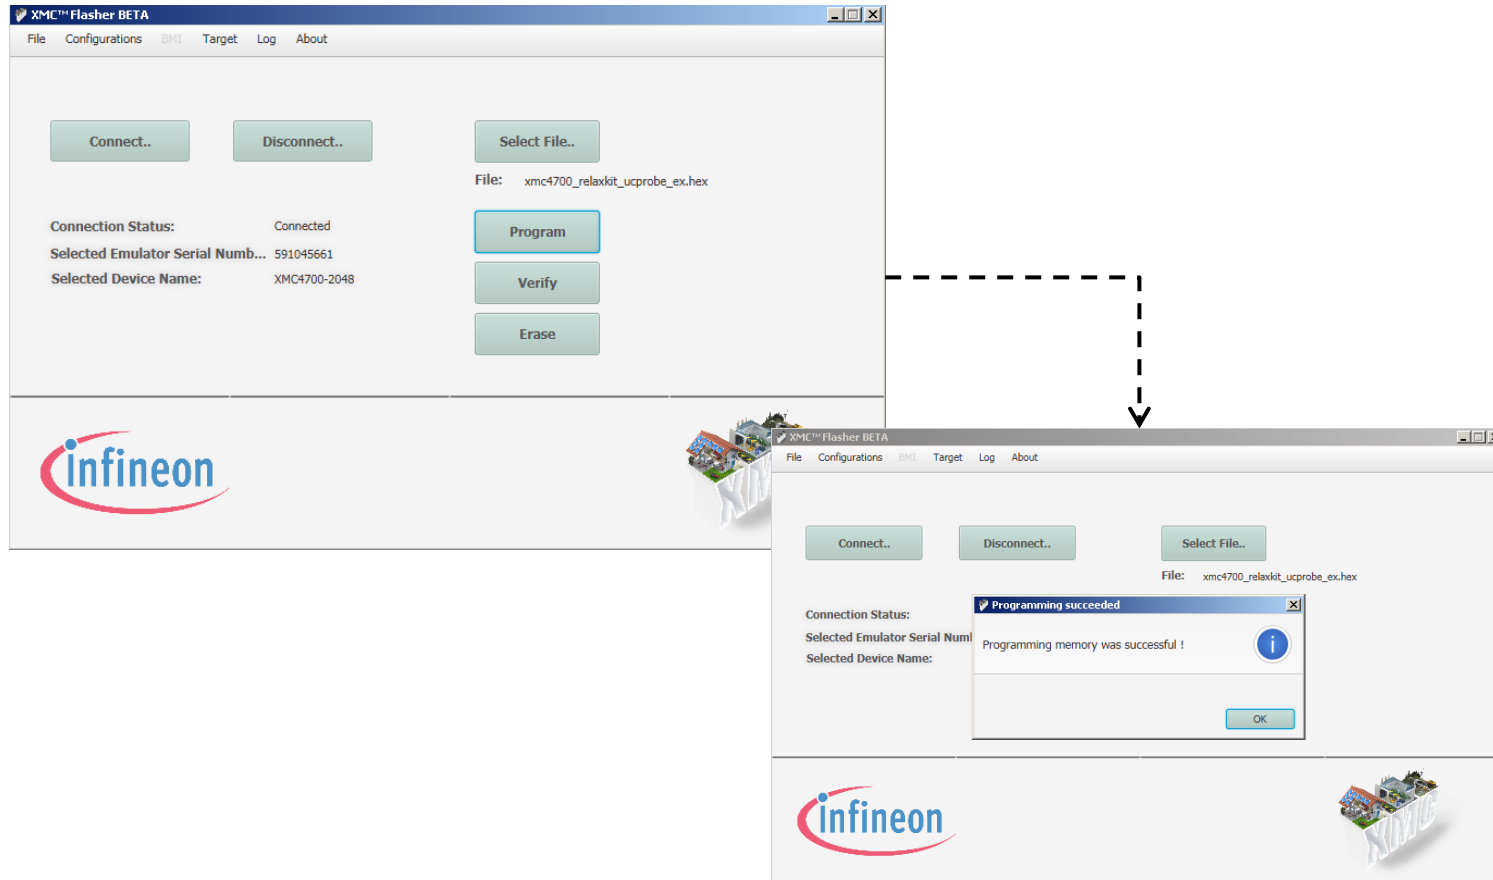 XMC™ Flasher BETA
File Configurations BMI Target Log About
Connect.. Disconnect.. Select File..
File: xmc4700_relaxkit_ucprobe_ex.hex
Connection Status: Connected
Program
Selected Emulator Serial Numb... 591045661
Selected Device Name: XMC4700-2048
Verify
Erase
infineon
XMC
XMC™ Flasher BETA
File Configurations BMI Target Log About
Connect.. Disconnect.. Select File..
File: xmc4700_relaxkit_ucprobe_ex.hex
Programming succeeded
Connection Status:
Selected Emulator Serial Numb
Programming memory was successful !
Selected Device Name:
OK
infineon
XMC